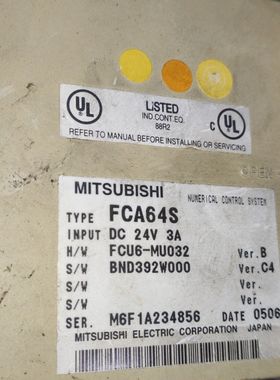 UL
LISTED
IND.CONT.EQ.
88R2
C UL
REFER TO MANUAL BEFORE INSTALLING OR SERVICING
OPEN
MITSUBISHI NUMERICAL CONTROL SYSTEM
TYPE FCA64S
INPUT DC 24V 3A
H/W FCU6-MU032 Ver.B
S/W BND392W000 Ver.C4
S/W Ver.
S/W Ver.
SER. M6F1A234856 DATE 0506
MITSUBISHI ELECTRIC CORPORATION JAPAN